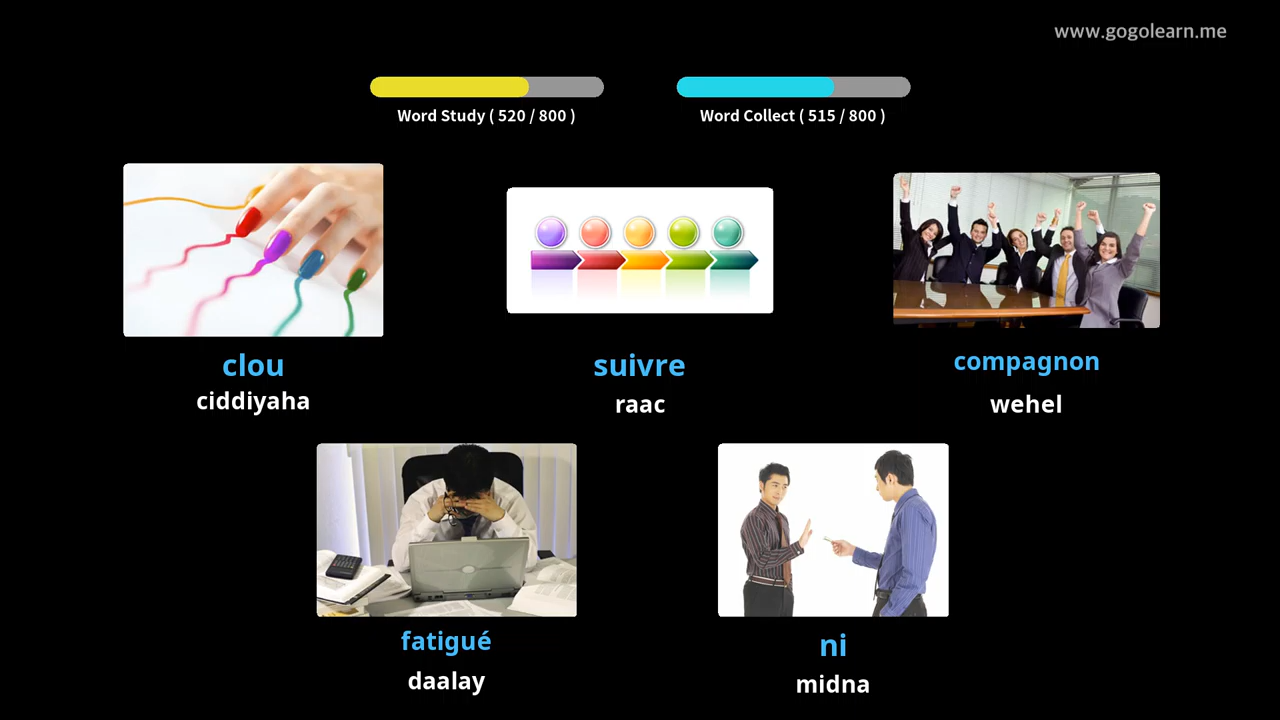 www.gogolearn.me
Word Study ( 520 / 800 )
Word Collect ( 515 / 800 )
clou
ciddiyaha
suivre
raac
compagnon
wehel
fatigué
daalay
ni
midna